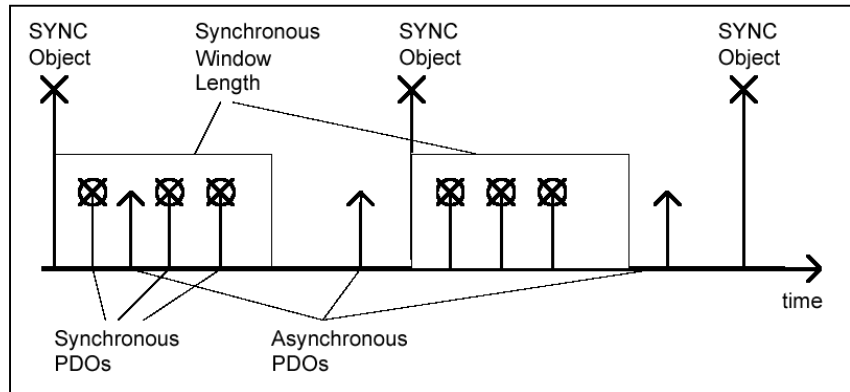 SYNC
Object
Synchronous
Window
Length
SYNC
Object
SYNC
Object
time
Synchronous
PDOs
Asynchronous
PDOs